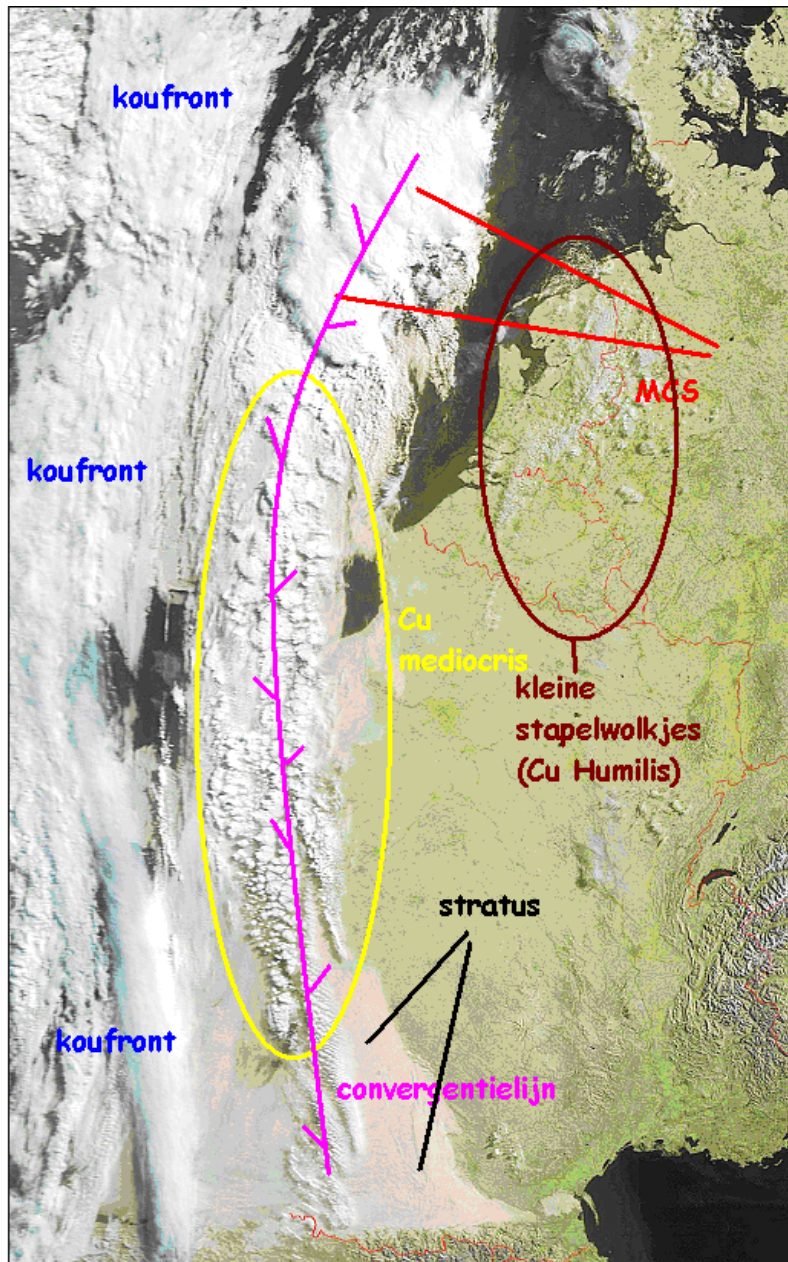 koufront
MCS
koufront
Cu
mediocris
kleine
stapelwolkjes
(Cu Humilis)
stratus
koufront
convergentielijn